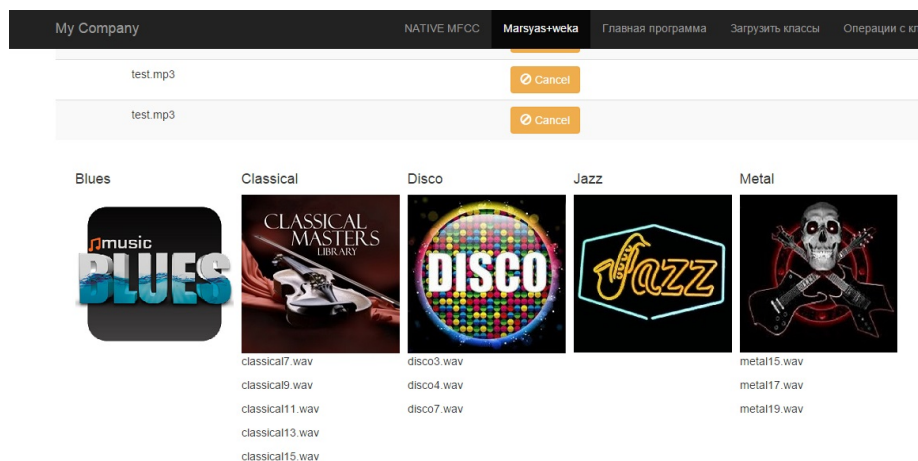 My Company NATIVE MFCC Marsyas+weka Главная программа Загрузить классы Операции с кл
test.mp3 Cancel
test.mp3 Cancel
Blues Classical Disco Jazz Metal
music
BLUES
CLASSICAL
MASTERS
LIBRARY
DISCO
Jazz
classical7.wav disco3.wav metal15.wav
classical9.wav disco4.wav metal17.wav
classical11.wav disco7.wav metal19.wav
classical13.wav
classical15.wav